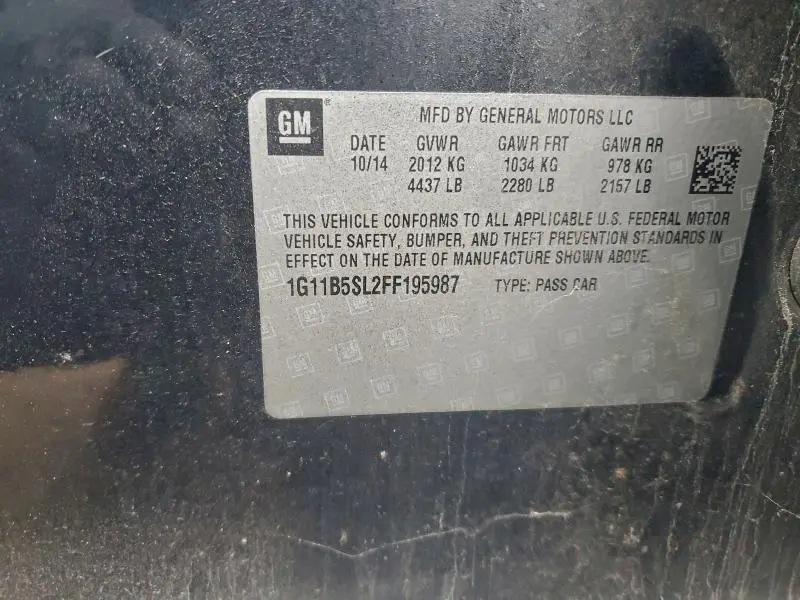 GM
MFD BY GENERAL MOTORS LLC
DATE GVWR GAWR FRT GAWR RR
10/14 2012 KG 1034 KG 978 KG
4437 LB 2280 LB 2157 LB
THIS VEHICLE CONFORMS TO ALL APPLICABLE U.S. FEDERAL MOTOR
VEHICLE SAFETY, BUMPER, AND THEFT PREVENTION STANDARDS IN
EFFECT ON THE DATE OF MANUFACTURE SHOWN ABOVE.
1G11B5SL2FF195987 TYPE: PASS CAR